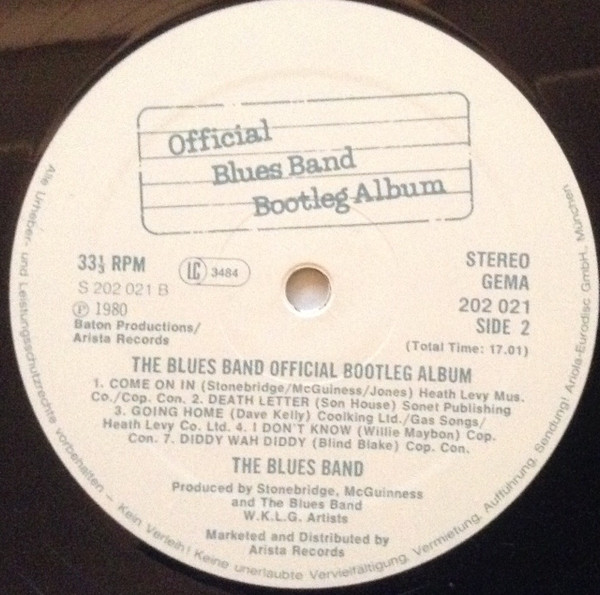 Official
Blues Band
Bootleg Album
33⅓ RPM
LC 3484
S 202 021 B
℗ 1980
Baton Productions/
Arista Records
STEREO
GEMA
202 021
SIDE 2
(Total Time: 17.01)
THE BLUES BAND OFFICIAL BOOTLEG ALBUM
1. COME ON IN (Stonebridge/McGuiness/Jones) Heath Levy Mus.
Co./Cop. Con. 2. DEATH LETTER (Son House) Sonet Publishing
3. GOING HOME (Dave Kelly) Coolking Ltd./Gas Songs/
Heath Levy Co. Ltd. 4. I DON'T KNOW (Willie Maybon) Cop.
Con. 7. DIDDY WAH DIDDY (Blind Blake) Cop. Con.
THE BLUES BAND
Produced by Stonebridge, McGuinness
and The Blues Band
W.K.L.G. Artists
Marketed and Distributed by
Arista Records
Alle Urheber- und Leistungsschutzrechte vorbehalten – Kein Verleih! Keine unerlaubte Vervielfältigung, Vermietung, Aufführung, Sendung! Ariola-Eurodisc GmbH., München